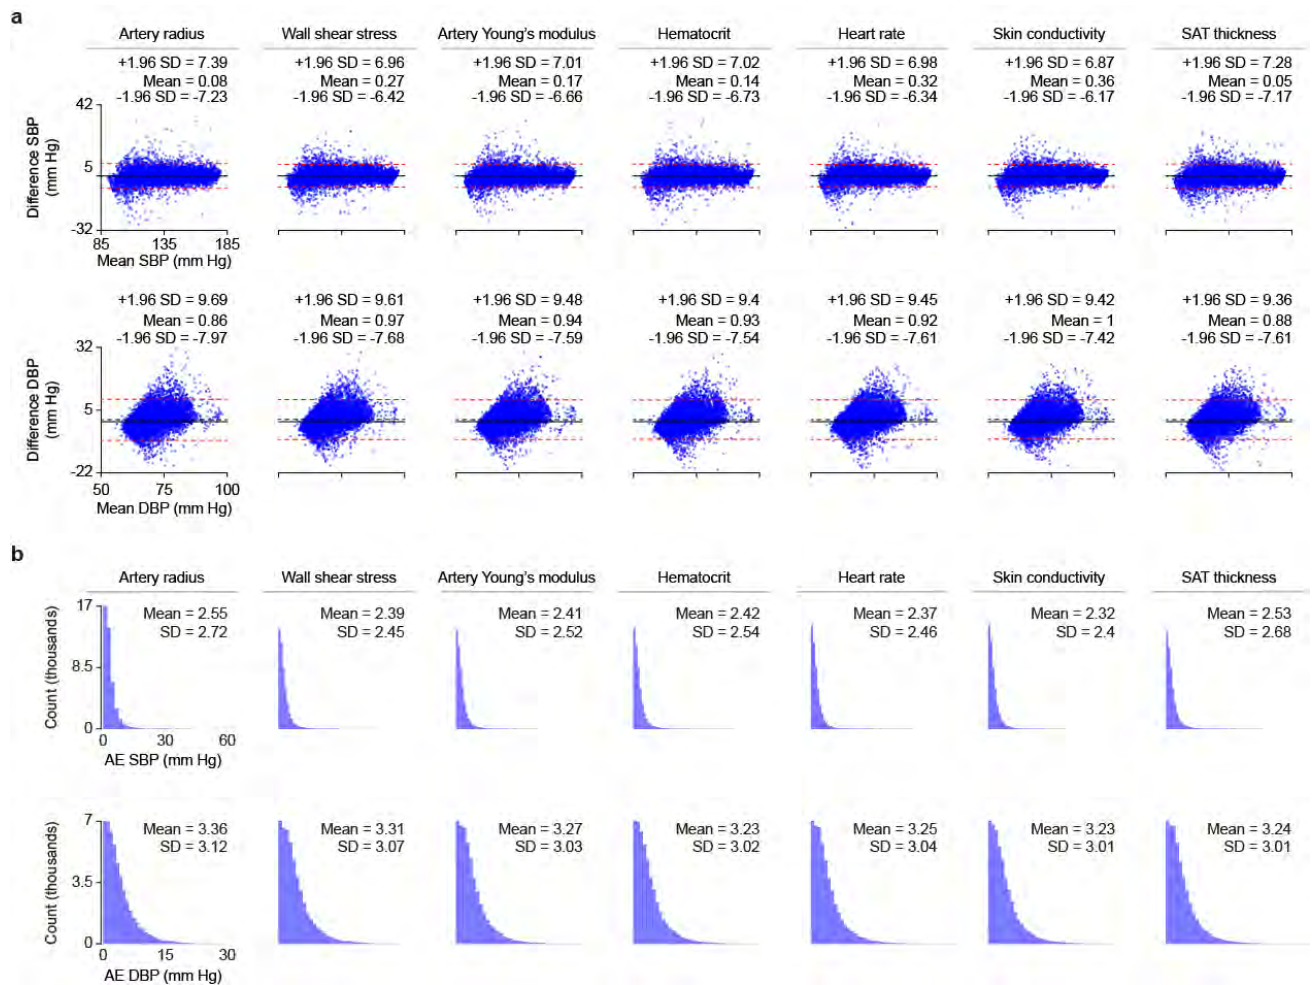 a
Artery radius Wall shear stress Artery Young's modulus Hematocrit Heart rate Skin conductivity SAT thickness
+1.96 SD = 7.39 +1.96 SD = 6.96 +1.96 SD = 7.01 +1.96 SD = 7.02 +1.96 SD = 6.98 +1.96 SD = 6.87 +1.96 SD = 7.28
Mean = 0.08 Mean = 0.27 Mean = 0.17 Mean = 0.14 Mean = 0.32 Mean = 0.36 Mean = 0.05
-1.96 SD = -7.23 -1.96 SD = -6.42 -1.96 SD = -6.66 -1.96 SD = -6.73 -1.96 SD = -6.34 -1.96 SD = -6.17 -1.96 SD = -7.17
42
Difference SBP
(mm Hg)
5
-32
85 135 185
Mean SBP (mm Hg)
+1.96 SD = 9.69 +1.96 SD = 9.61 +1.96 SD = 9.48 +1.96 SD = 9.4 +1.96 SD = 9.45 +1.96 SD = 9.42 +1.96 SD = 9.36
Mean = 0.86 Mean = 0.97 Mean = 0.94 Mean = 0.93 Mean = 0.92 Mean = 1 Mean = 0.88
-1.96 SD = -7.97 -1.96 SD = -7.68 -1.96 SD = -7.59 -1.96 SD = -7.54 -1.96 SD = -7.61 -1.96 SD = -7.42 -1.96 SD = -7.61
32
Difference DBP
(mm Hg)
5
-22
50 75 100
Mean DBP (mm Hg)
b
Artery radius Wall shear stress Artery Young's modulus Hematocrit Heart rate Skin conductivity SAT thickness
17
Mean = 2.55 Mean = 2.39 Mean = 2.41 Mean = 2.42 Mean = 2.37 Mean = 2.32 Mean = 2.53
SD = 2.72 SD = 2.45 SD = 2.52 SD = 2.54 SD = 2.46 SD = 2.4 SD = 2.68
Count (thousands)
8.5
0
0 30 60
AE SBP (mm Hg)
7
Mean = 3.36 Mean = 3.31 Mean = 3.27 Mean = 3.23 Mean = 3.25 Mean = 3.23 Mean = 3.24
SD = 3.12 SD = 3.07 SD = 3.03 SD = 3.02 SD = 3.04 SD = 3.01 SD = 3.01
Count (thousands)
3.5
0
0 15 30
AE DBP (mm Hg)